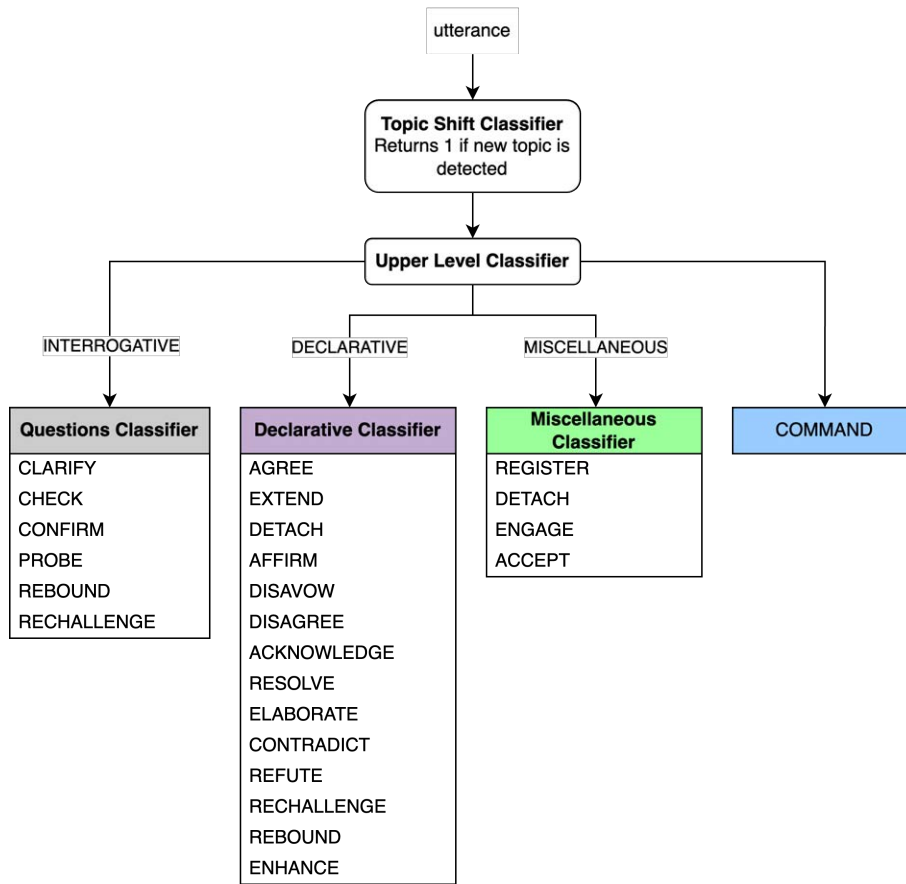 utterance
Topic Shift Classifier
Returns 1 if new topic is
detected
Upper Level Classifier
INTERROGATIVE
DECLARATIVE
MISCELLANEOUS
Questions Classifier
CLARIFY
CHECK
CONFIRM
PROBE
REBOUND
RECHALLENGE
Declarative Classifier
AGREE
EXTEND
DETACH
AFFIRM
DISAVOW
DISAGREE
ACKNOWLEDGE
RESOLVE
ELABORATE
CONTRADICT
REFUTE
RECHALLENGE
REBOUND
ENHANCE
Miscellaneous
Classifier
REGISTER
DETACH
ENGAGE
ACCEPT
COMMAND